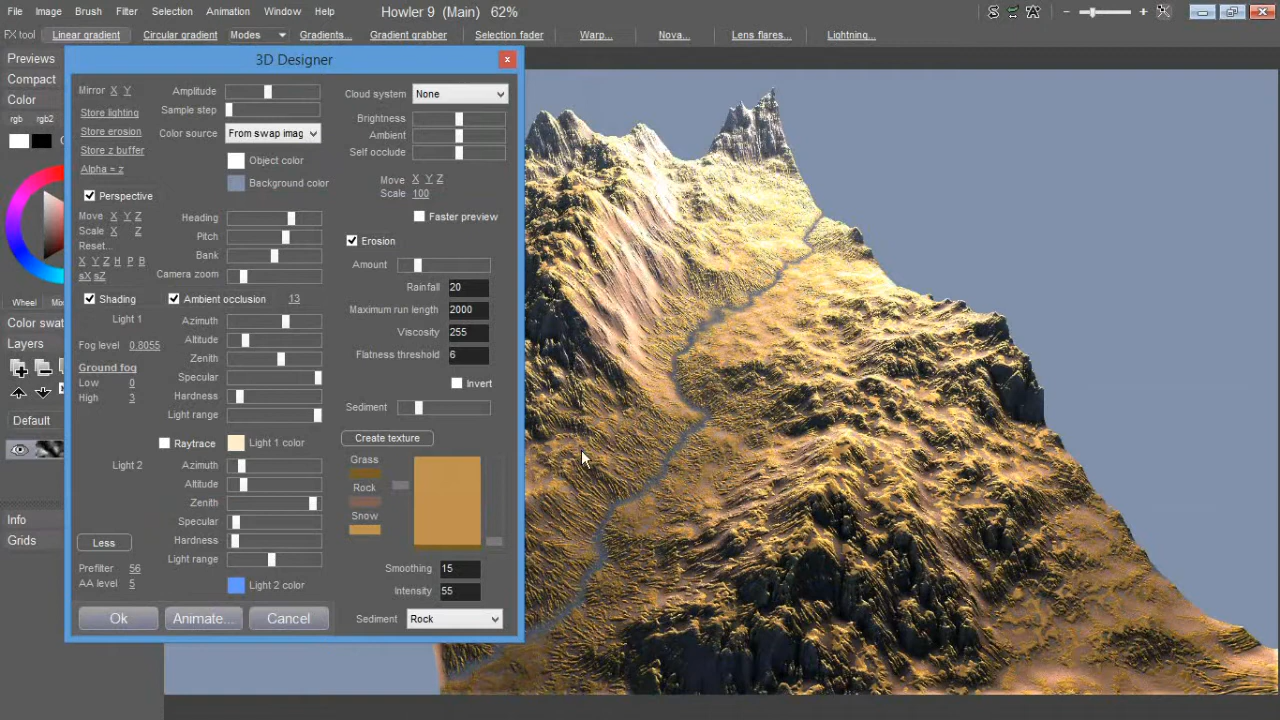 File Image Brush Filter Selection Animation Window Help Howler 9 (Main) 62%
FX tool Linear gradient Circular gradient Modes Gradients... Gradient grabber Selection fader Warp... Nova... Lens flares... Lightning...
Previews
Compact
Color
rgb rgb2
Wheel
Color swat
Layers
Default
Info
Grids
3D Designer
Mirror X Y
Store lighting
Store erosion
Store z buffer
Alpha = z
Amplitude
Sample step
Color source From swap imag
Object color
Background color
Perspective
Move X Y Z
Scale X Z
Reset...
X Y Z H P B
sX sZ
Heading
Pitch
Bank
Camera zoom
Shading
Ambient occlusion 13
Light 1
Azimuth
Altitude
Zenith
Specular
Hardness
Light range
Fog level 0.8055
Ground fog
Low 0
High 3
Raytrace
Light 1 color
Light 2
Azimuth
Altitude
Zenith
Specular
Hardness
Light range
Less
Prefilter 56
AA level 5
Light 2 color
Ok Animate... Cancel
Cloud system None
Brightness
Ambient
Self occlude
Move X Y Z
Scale 100
Faster preview
Erosion
Amount
Rainfall 20
Maximum run length 2000
Viscosity 255
Flatness threshold 6
Invert
Sediment
Create texture
Grass
Rock
Snow
Smoothing 15
Intensity 55
Sediment Rock